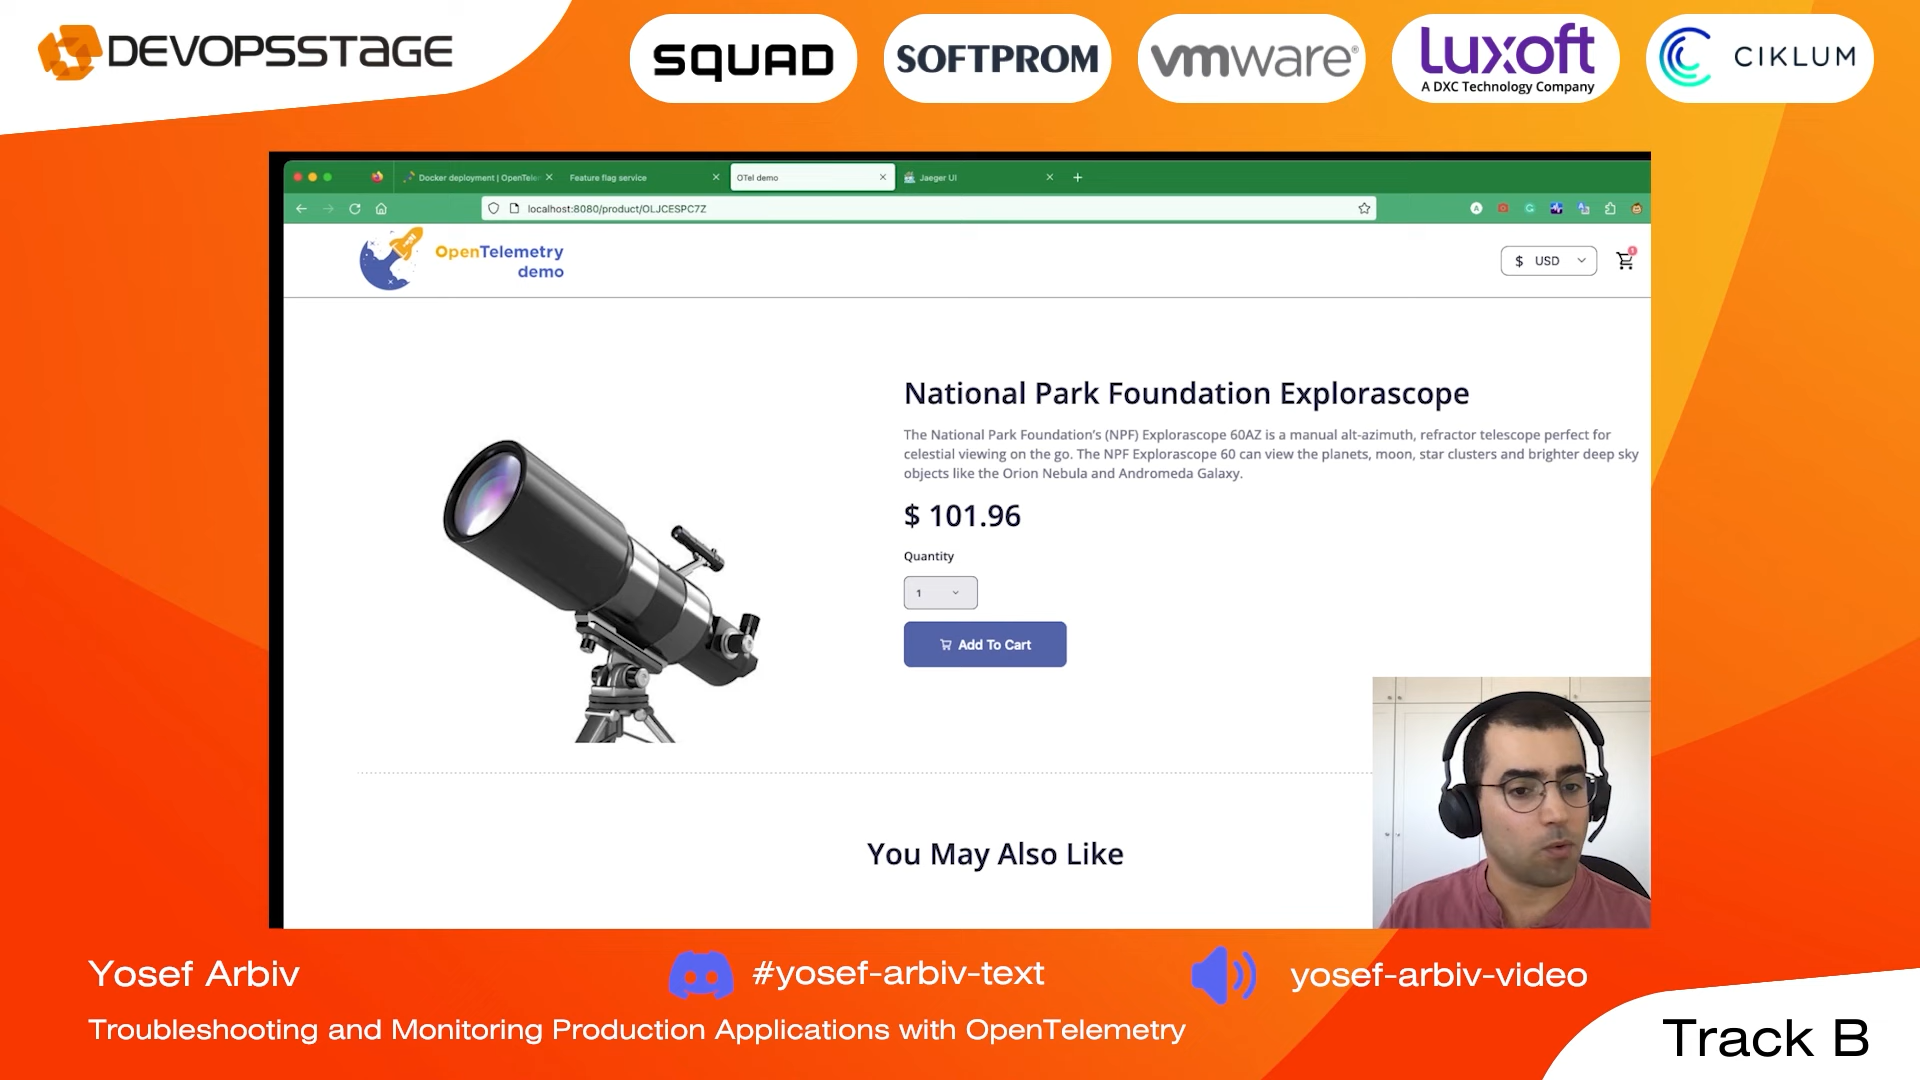 DEVOPSSTAGE
SQUAD
SOFTPROM
vmware®
Luxoft
A DXC Technology Company
CIKLUM
Docker deployment | OpenTele
Feature flag service
OTel demo
Jaeger UI
localhost:8080/product/OLJCESPC7Z
OpenTelemetry
demo
$ USD
1
National Park Foundation Explorascope
The National Park Foundation's (NPF) Explorascope 60AZ is a manual alt-azimuth, refractor telescope perfect for
celestial viewing on the go. The NPF Explorascope 60 can view the planets, moon, star clusters and brighter deep sky
objects like the Orion Nebula and Andromeda Galaxy.
$ 101.96
Quantity
1
Add To Cart
You May Also Like
Yosef Arbiv
#yosef-arbiv-text
yosef-arbiv-video
Troubleshooting and Monitoring Production Applications with OpenTelemetry
Track B